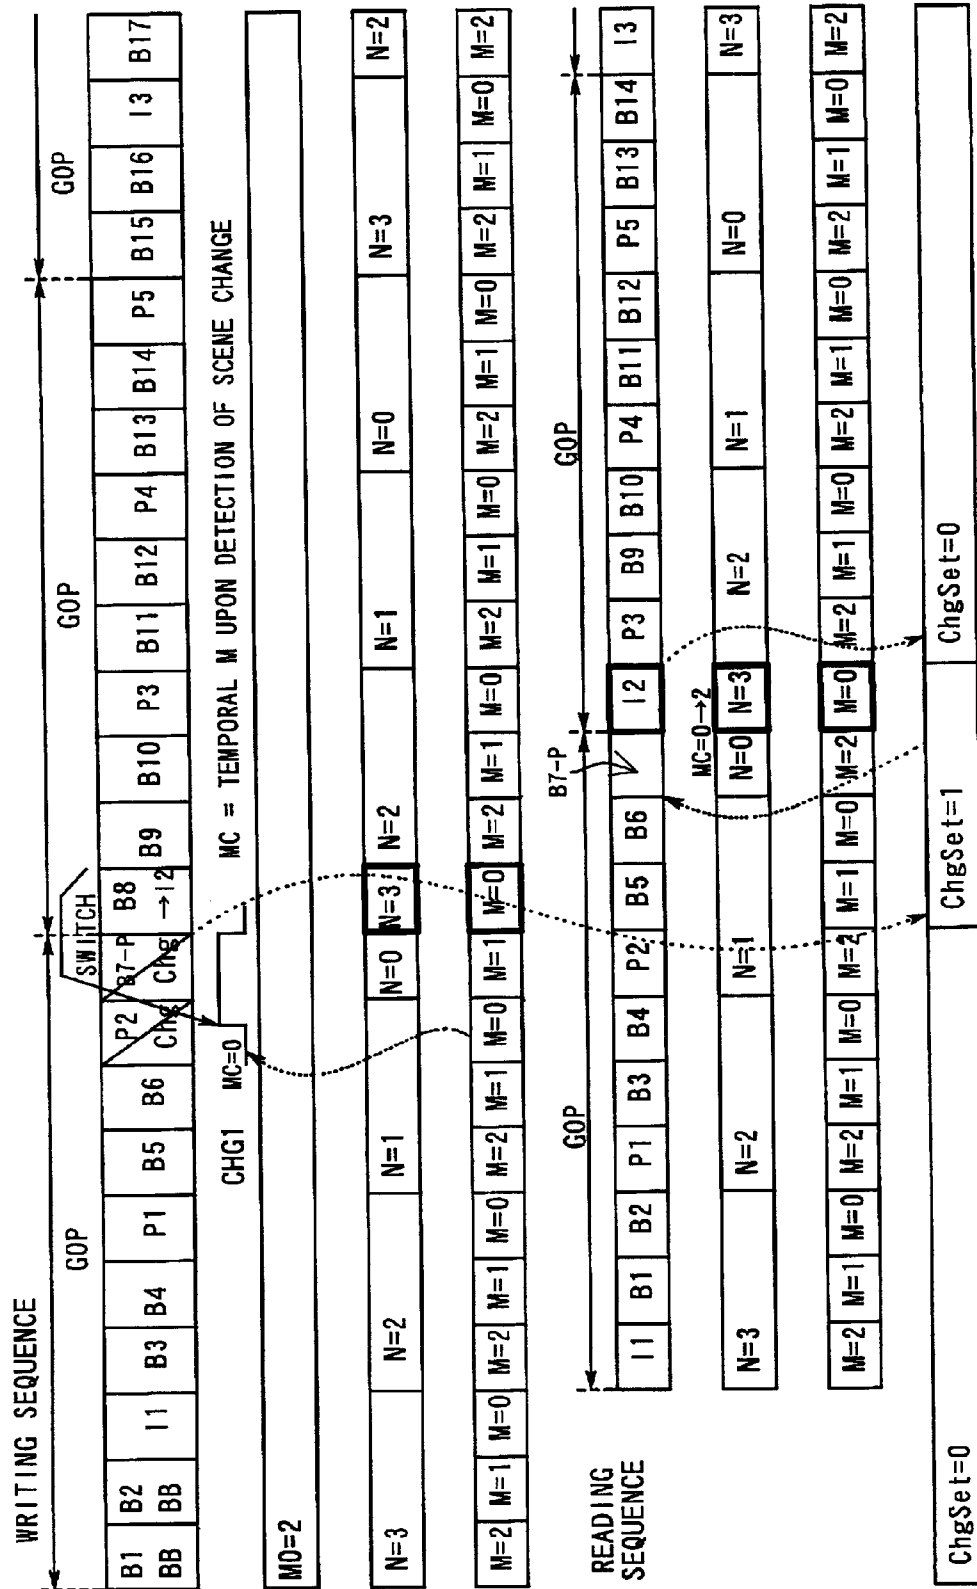 WRITING SEQUENCE
GOP GOP GOP
B1 B2 I1 B3 B4 P1 B5 B6 P2 B7-P B8 B9 B10 P3 B11 B12 P4 B13 B14 P5 B15 B16 I3 B17
BB BB Chg Chg →I2
SWITCH
CHG1 MC=0 MC = TEMPORAL M UPON DETECTION OF SCENE CHANGE
M0=2
N=3 N=2 N=1 N=0 N=3 N=2 N=1 N=0 N=3 N=2
M=2 M=1 M=0 M=2 M=1 M=0 M=2 M=1 M=0 M=1 M=0 M=2 M=1 M=0 M=2 M=1 M=0 M=2 M=1 M=0 M=2 M=1 M=0 M=2
READING
SEQUENCE
GOP GOP
B7-P
I1 B1 B2 P1 B3 B4 P2 B5 B6 I2 P3 B9 B10 P4 B11 B12 P5 B13 B14 I3
MC=0→2
N=3 N=2 N=1 N=0 N=3 N=2 N=1 N=0 N=3
M=2 M=1 M=0 M=2 M=1 M=0 M=2 M=1 M=0 M=2 M=0 M=2 M=1 M=0 M=2 M=1 M=0 M=2 M=1 M=0 M=2
ChgSet=0 ChgSet=1 ChgSet=0